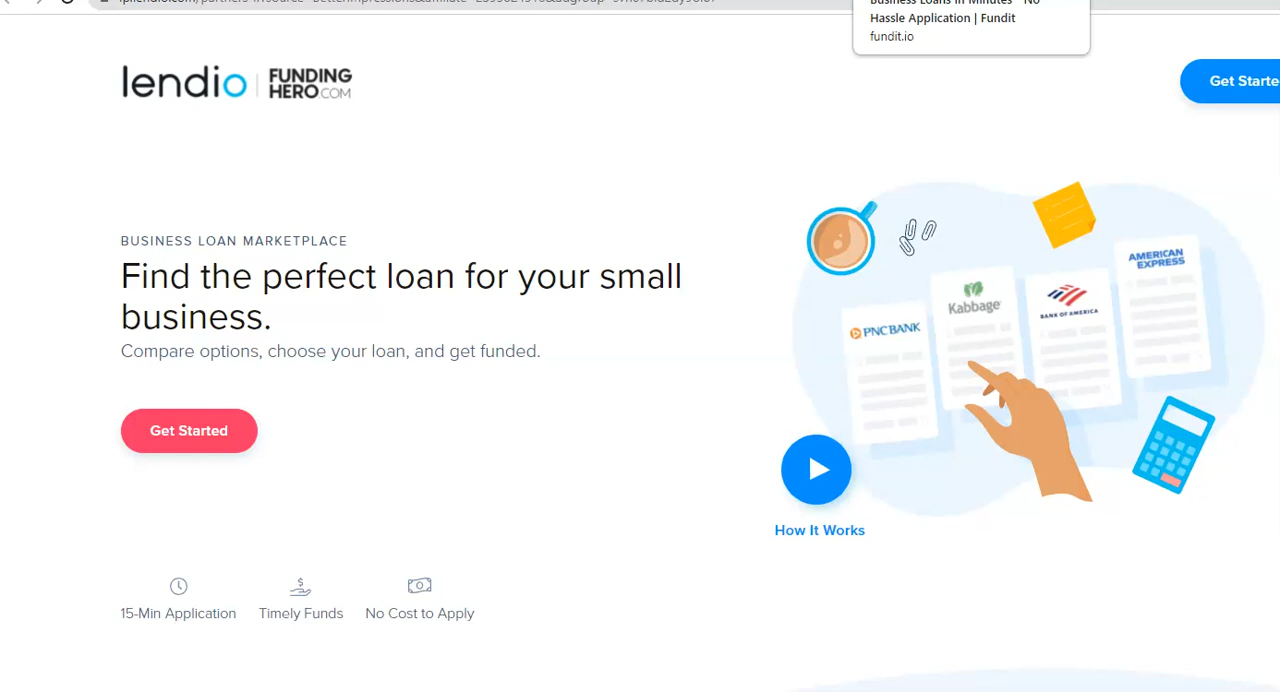 Business Loans in Minutes - No
Hassle Application | Fundit
fundit.io
lendio
FUNDING
HERO.COM
Get Starte
BUSINESS LOAN MARKETPLACE
Find the perfect loan for your small
business.
Compare options, choose your loan, and get funded.
Get Started
PNC BANK
Kabbage
BANK OF AMERICA
AMERICAN
EXPRESS
How It Works
15-Min Application
Timely Funds
No Cost to Apply